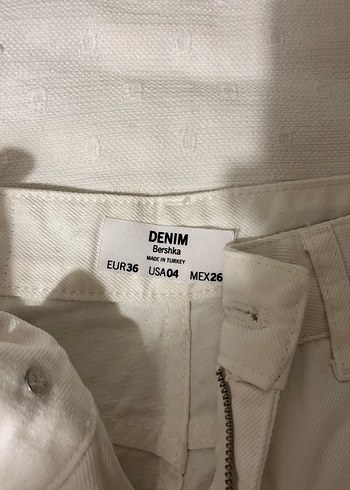 DENIM
Bershka
MADE IN TURKEY
EUR36 USA04 MEX26